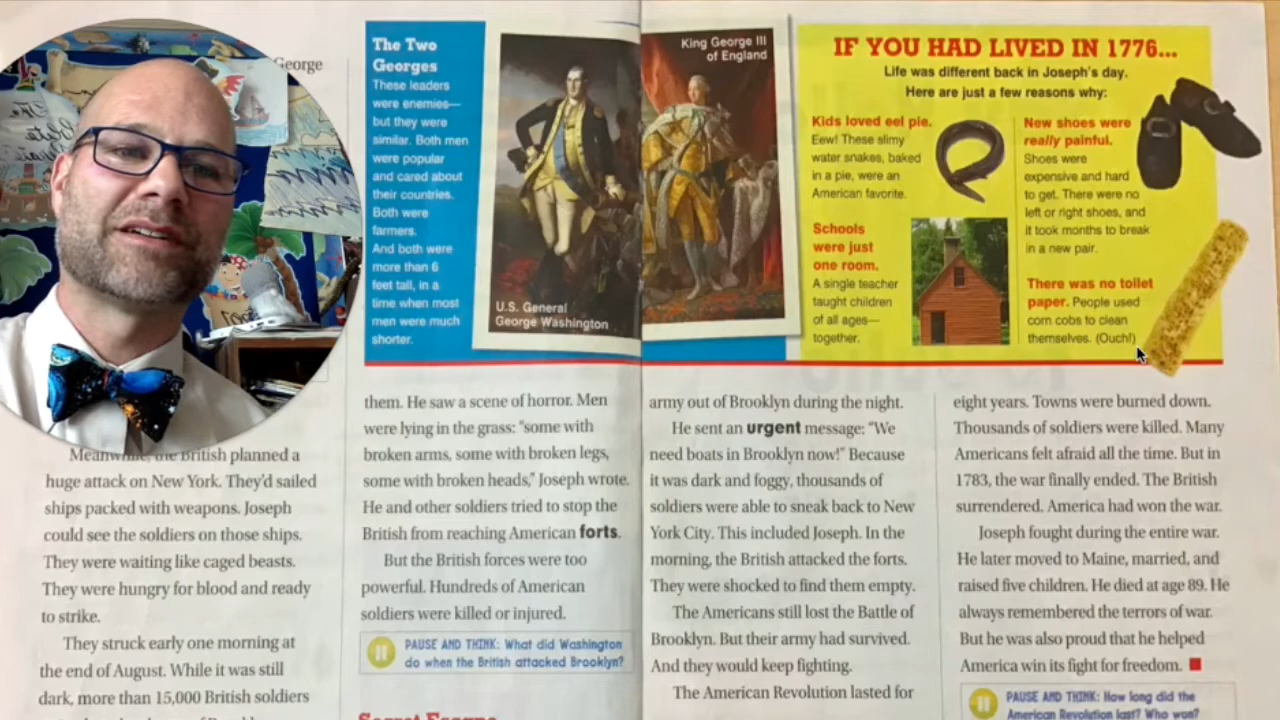 George
Meanwhile, the British planned a
huge attack on New York. They'd sailed
ships packed with weapons. Joseph
could see the soldiers on those ships.
They were waiting like caged beasts.
They were hungry for blood and ready
to strike.
They struck early one morning at
the end of August. While it was still
dark, more than 15,000 British soldiers
The Two
Georges
These leaders
were enemies—
but they were
similar. Both men
were popular
and cared about
their countries.
Both were
farmers.
And both were
more than 6
feet tall, in a
time when most
men were much
shorter.
U.S. General
George Washington
King George III
of England
IF YOU HAD LIVED IN 1776...
Life was different back in Joseph's day.
Here are just a few reasons why:
Kids loved eel pie.
Eew! These slimy
water snakes, baked
in a pie, were an
American favorite.
Schools
were just
one room.
A single teacher
taught children
of all ages—
together.
New shoes were
really painful.
Shoes were
expensive and hard
to get. There were no
left or right shoes, and
it took months to break
in a new pair.
There was no toilet
paper. People used
corn cobs to clean
themselves. (Ouch!)
them. He saw a scene of horror. Men
were lying in the grass: "some with
broken arms, some with broken legs,
some with broken heads," Joseph wrote.
He and other soldiers tried to stop the
British from reaching American forts.
But the British forces were too
powerful. Hundreds of American
soldiers were killed or injured.
PAUSE AND THINK: What did Washington
do when the British attacked Brooklyn?
Secret Escape
army out of Brooklyn during the night.
He sent an urgent message: "We
need boats in Brooklyn now!" Because
it was dark and foggy, thousands of
soldiers were able to sneak back to New
York City. This included Joseph. In the
morning, the British attacked the forts.
They were shocked to find them empty.
The Americans still lost the Battle of
Brooklyn. But their army had survived.
And they would keep fighting.
The American Revolution lasted for
eight years. Towns were burned down.
Thousands of soldiers were killed. Many
Americans felt afraid all the time. But in
1783, the war finally ended. The British
surrendered. America had won the war.
Joseph fought during the entire war.
He later moved to Maine, married, and
raised five children. He died at age 89. He
always remembered the terrors of war.
But he was also proud that he helped
America win its fight for freedom.
PAUSE AND THINK: How long did the
American Revolution last? Who won?